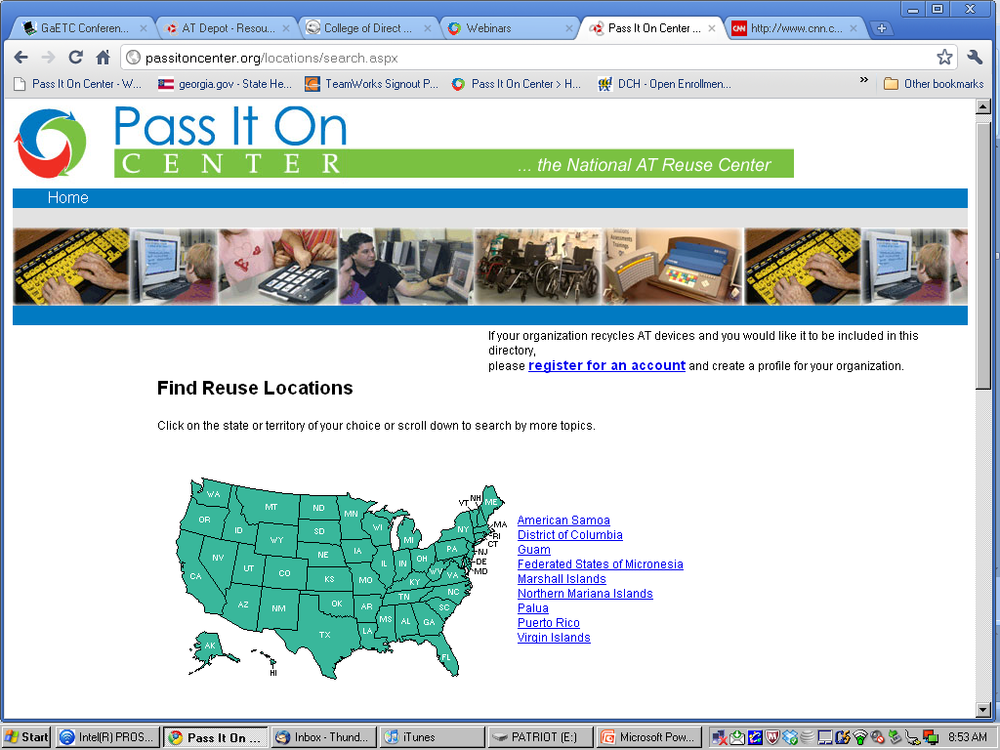 GaETC Conferen...
AT Depot - Resou...
College of Direct ...
Webinars
Pass It On Center ...
CNN http://www.cnn.c...
passitoncenter.org/locations/search.aspx
Pass It On Center - W...
georgia.gov - State He...
TeamWorks Signout P...
Pass It On Center > H...
DCH - Open Enrollmen...
»
Other bookmarks
Pass It On
CENTER
... the National AT Reuse Center
Home
If your organization recycles AT devices and you would like it to be included in this
directory,
please register for an account and create a profile for your organization.
Find Reuse Locations
Click on the state or territory of your choice or scroll down to search by more topics.
WA
MT
ND
MN
VT
NH
ME
OR
ID
SD
WI
MI
NY
MA
RI
CT
WY
NV
NE
IA
PA
NJ
DE
MD
CA
UT
CO
KS
MO
IL
IN
OH
WV
VA
KY
AZ
NM
OK
AR
TN
NC
SC
TX
LA
MS
AL
GA
FL
AK
HI
American Samoa
District of Columbia
Guam
Federated States of Micronesia
Marshall Islands
Northern Mariana Islands
Palua
Puerto Rico
Virgin Islands
Start
Intel(R) PROS...
Pass It On ...
Inbox - Thund...
iTunes
PATRIOT (E:)
Microsoft Pow...
8:53 AM